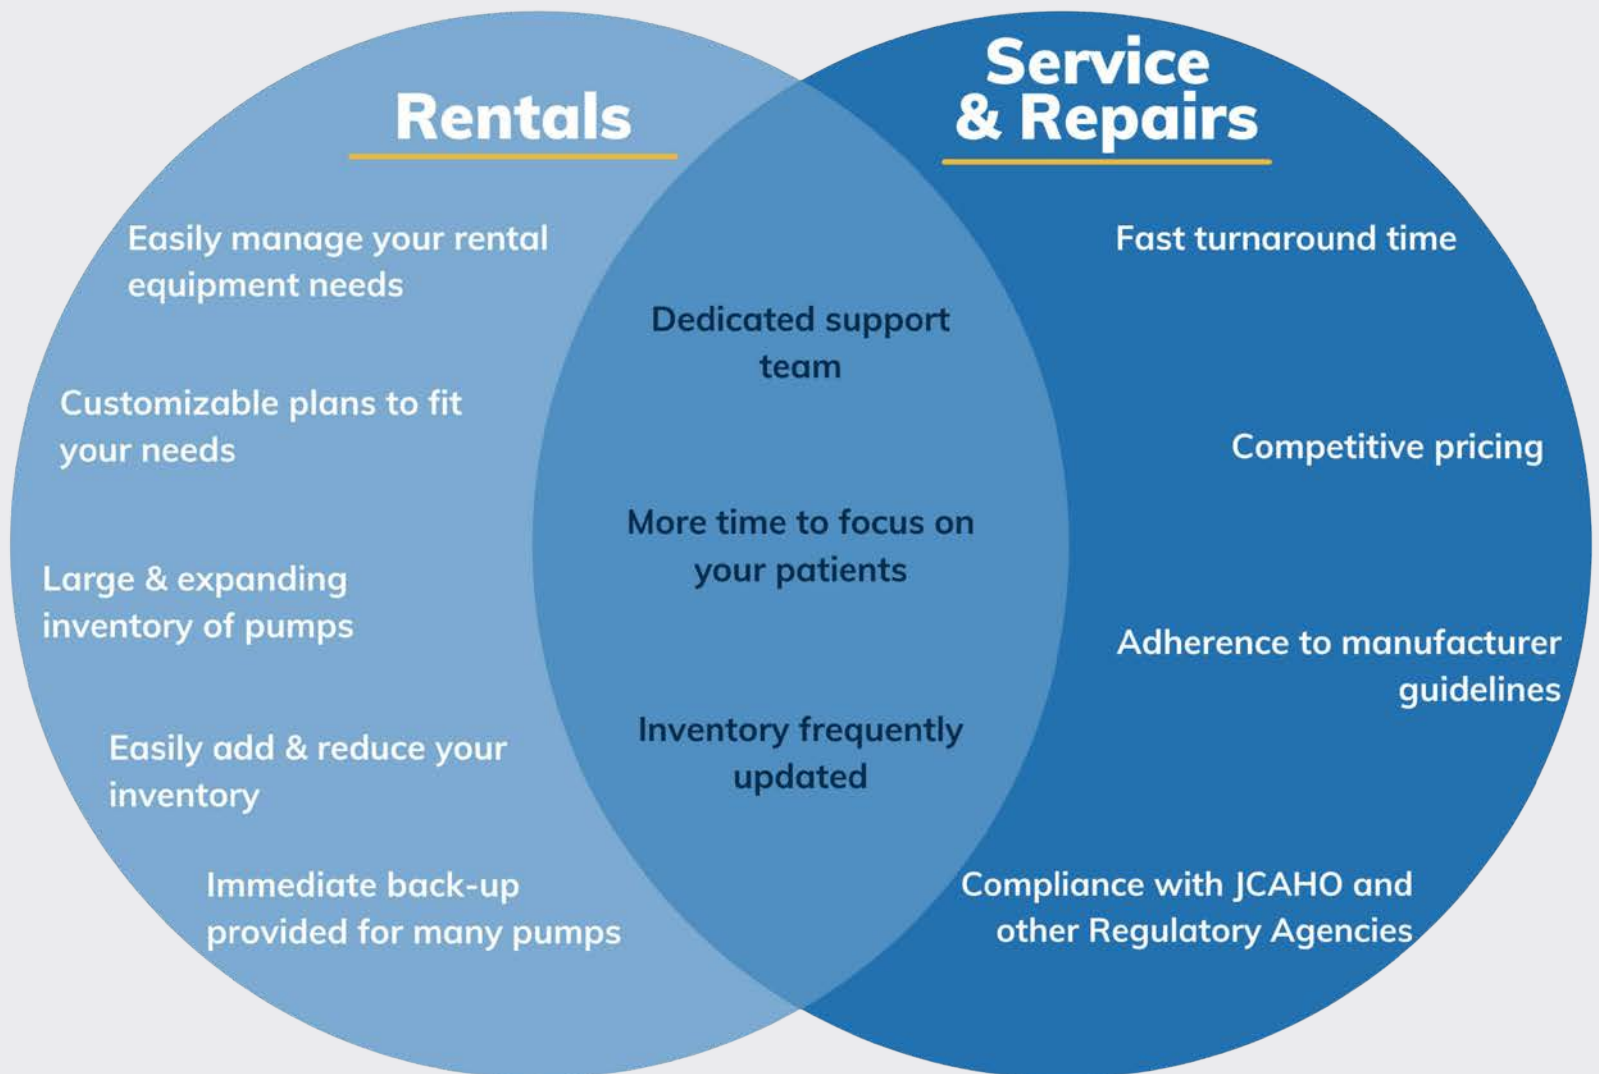 Rentals
Easily manage your rental
equipment needs
Customizable plans to fit
your needs
Large & expanding
inventory of pumps
Easily add & reduce your
inventory
Immediate back-up
provided for many pumps
Dedicated support
team
More time to focus on
your patients
Inventory frequently
updated
Service
& Repairs
Fast turnaround time
Competitive pricing
Adherence to manufacturer
guidelines
Compliance with JCAHO and
other Regulatory Agencies